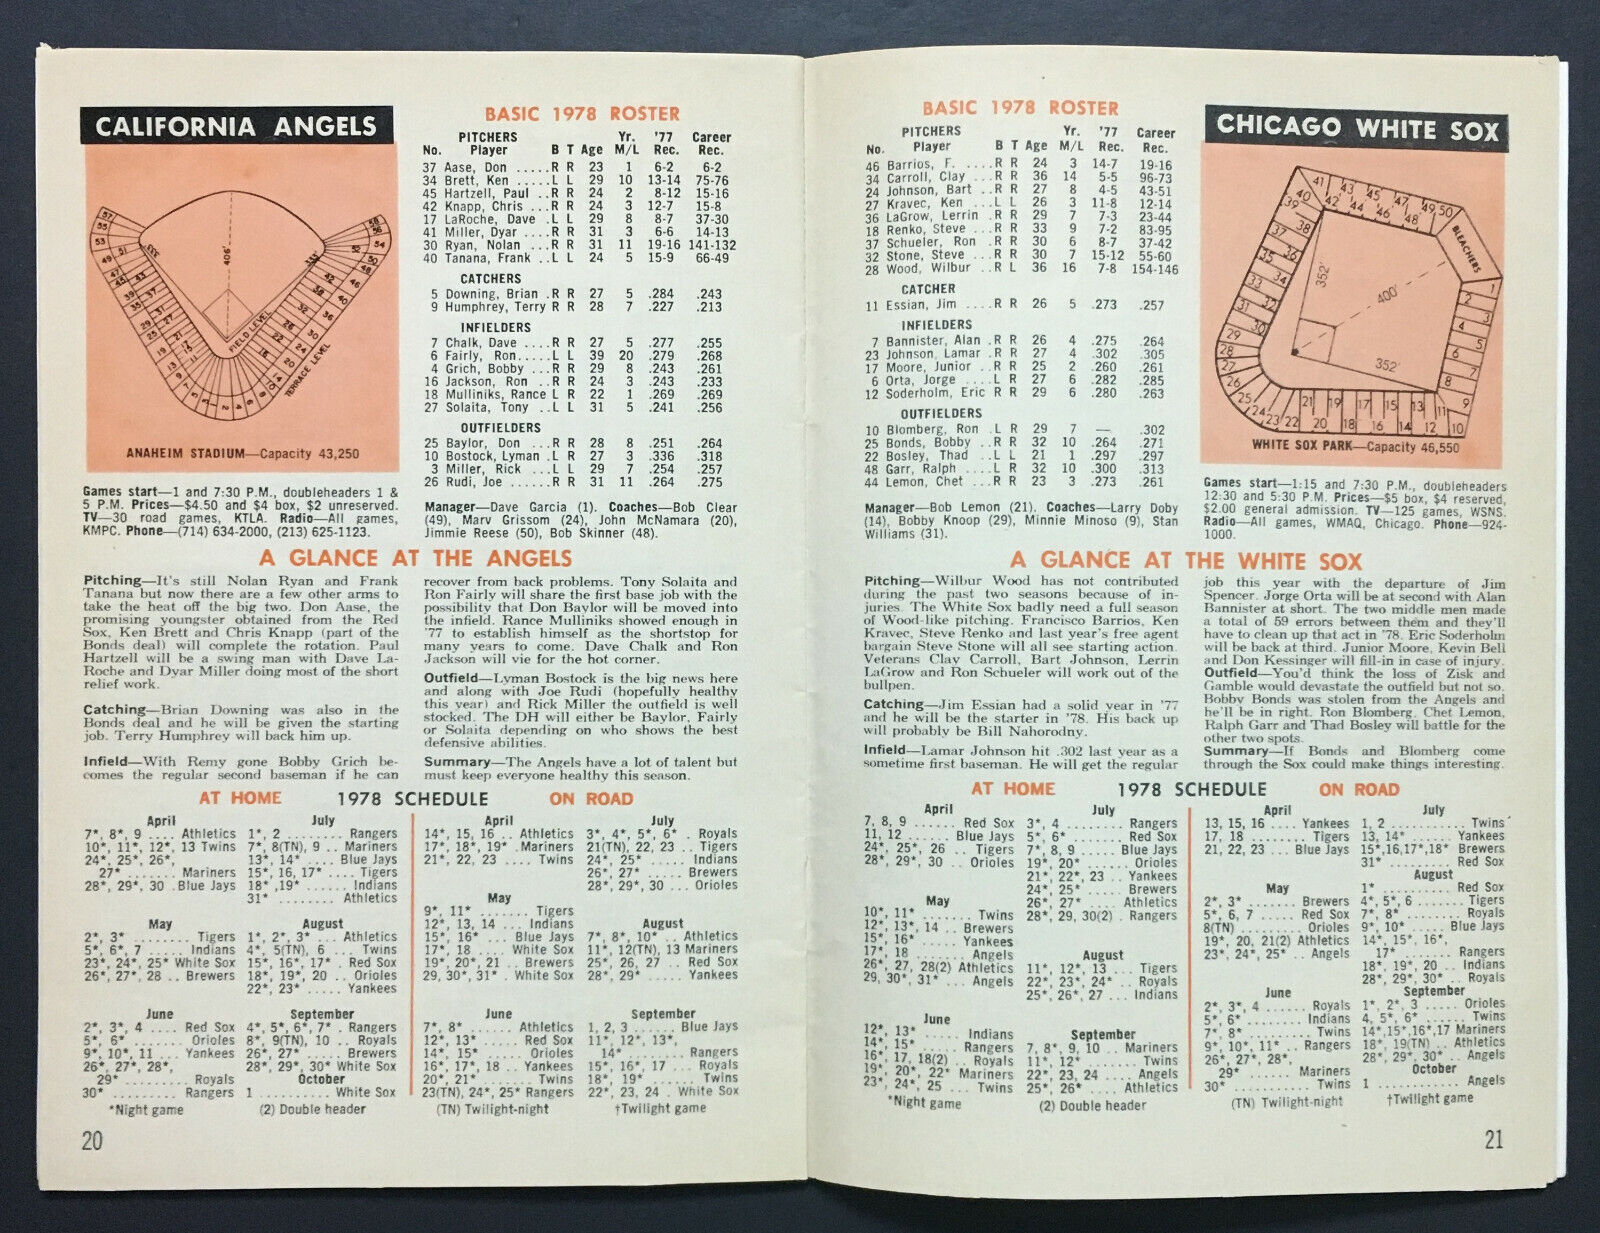 CALIFORNIA ANGELS
406'
333'
333'
FIELD LEVEL
TERRACE LEVEL
ANAHEIM STADIUM—Capacity 43,250
Games start—1 and 7:30 P.M., doubleheaders 1 &
5 P.M. Prices—$4.50 and $4 box, $2 unreserved.
TV—30 road games, KTLA. Radio—All games,
KMPC. Phone—(714) 634-2000, (213) 625-1123.
BASIC 1978 ROSTER
PITCHERS Yr. '77 Career
No. Player B T Age M/L Rec. Rec.
37 Aase, Don .....R R 23 1 6-2 6-2
34 Brett, Ken .....L L 29 10 13-14 75-76
45 Hartzell, Paul ..R R 24 2 8-12 15-16
42 Knapp, Chris ...R R 24 3 12-7 15-8
17 LaRoche, Dave .L L 29 8 8-7 37-30
41 Miller, Dyar ....R R 31 3 6-6 14-13
30 Ryan, Nolan ...R R 31 11 19-16 141-132
40 Tanana, Frank ..L L 24 5 15-9 66-49
CATCHERS
5 Downing, Brian .R R 27 5 .284 .243
9 Humphrey, Terry R R 28 7 .227 .213
INFIELDERS
7 Chalk, Dave ....R R 27 5 .277 .255
6 Fairly, Ron.....L L 39 20 .279 .268
4 Grich, Bobby ...R R 29 8 .243 .261
16 Jackson, Ron ..R R 24 3 .243 .233
18 Mulliniks, Rance L R 22 1 .269 .269
27 Solaita, Tony ..L L 31 5 .241 .256
OUTFIELDERS
25 Baylor, Don ...R R 28 8 .251 .264
10 Bostock, Lyman .L R 27 3 .336 .318
3 Miller, Rick ...L L 29 7 .254 .257
26 Rudi, Joe ......R R 31 11 .264 .275
Manager—Dave Garcia (1). Coaches—Bob Clear
(49), Marv Grissom (24), John McNamara (20),
Jimmie Reese (50), Bob Skinner (48).
A GLANCE AT THE ANGELS
Pitching—It's still Nolan Ryan and Frank
Tanana but now there are a few other arms to
take the heat off the big two. Don Aase, the
promising youngster obtained from the Red
Sox, Ken Brett and Chris Knapp (part of the
Bonds deal) will complete the rotation. Paul
Hartzell will be a swing man with Dave La-
Roche and Dyar Miller doing most of the short
relief work.
Catching—Brian Downing was also in the
Bonds deal and he will be given the starting
job. Terry Humphrey will back him up.
Infield—With Remy gone Bobby Grich be-
comes the regular second baseman if he can
recover from back problems. Tony Solaita and
Ron Fairly will share the first base job with the
possibility that Don Baylor will be moved into
the infield. Rance Mulliniks showed enough in
'77 to establish himself as the shortstop for
many years to come. Dave Chalk and Ron
Jackson will vie for the hot corner.
Outfield—Lyman Bostock is the big news here
and along with Joe Rudi (hopefully healthy
this year) and Rick Miller the outfield is well
stocked. The DH will either be Baylor, Fairly
or Solaita depending on who shows the best
defensive abilities.
Summary—The Angels have a lot of talent but
must keep everyone healthy this season.
AT HOME 1978 SCHEDULE ON ROAD
April
7*, 8*, 9 .... Athletics
10*, 11*, 12*, 13 Twins
24*, 25*, 26*,
27* ........ Mariners
28*, 29*, 30 .Blue Jays
May
2*, 3* ........ Tigers
5*, 6*, 7 ...... Indians
23*, 24*, 25* White Sox
26*, 27*, 28 .. Brewers
June
2*, 3*, 4 .... Red Sox
5*, 6* ........ Orioles
9*, 10*, 11 ... Yankees
26*, 27*, 28*,
29* .......... Royals
30* .......... Rangers
July
1*, 2 ........ Rangers
7*, 8(TN), 9 .. Mariners
13*, 14* .... Blue Jays
15*, 16, 17* .... Tigers
18* ,19* ...... Indians
31* ........ Athletics
August
1*, 2*, 3* ... Athletics
4*, 5(TN), 6 .... Twins
15*, 16*, 17* .. Red Sox
18*, 19*, 20 .. Orioles
22*, 23* ..... Yankees
September
4*, 5*, 6*, 7* . Rangers
8*, 9(TN), 10 .. Royals
26*, 27* ..... Brewers
28*, 29*, 30* White Sox
October
1 .......... White Sox
April
14*, 15, 16 .. Athletics
17*, 18*, 19* .Mariners
21*, 22, 23 .... Twins
May
9*, 11* ........ Tigers
12*, 13, 14 ... Indians
15*, 16* .... Blue Jays
17*, 18 .... White Sox
19*, 20*, 21 .. Brewers
29, 30*, 31* . White Sox
June
7*, 8* ...... Athletics
12*, 13* ...... Red Sox
14*, 15* ...... Orioles
16*, 17*, 18 .. Yankees
20*, 21* ........ Twins
23(TN), 24*, 25* Rangers
July
3*, 4*, 5*, 6* . Royals
21(TN), 22, 23 .. Tigers
24*, 25* ...... Indians
26*, 27* ..... Brewers
28*, 29*, 30 ... Orioles
August
7*, 8*, 10* .. Athletics
11*, 12(TN), 13 Mariners
25*, 26, 27 .. Red Sox
28*, 29* ..... Yankees
September
1, 2, 3 ..... Blue Jays
11*, 12*, 13*,
14* ........ Rangers
15*, 16*, 17 .. Royals
18*, 19* ....... Twins
22*, 23, 24 . White Sox
*Night game (2) Double header (TN) Twilight-night †Twilight game
20
BASIC 1978 ROSTER
PITCHERS Yr. '77 Career
No. Player B T Age M/L Rec. Rec.
46 Barrios, F. ....R R 24 3 14-7 19-16
34 Carroll, Clay ...R R 36 14 5-5 96-73
24 Johnson, Bart ..R R 27 8 4-5 43-51
27 Kravec, Ken ...L L 26 3 11-8 12-14
36 LaGrow, Lerrin .R R 29 7 7-3 23-44
18 Renko, Steve ...R R 33 9 7-2 83-95
37 Schueler, Ron .R R 30 6 8-7 37-42
32 Stone, Steve ...R R 30 7 15-12 55-60
28 Wood, Wilbur ..R L 36 16 7-8 154-146
CATCHER
11 Essian, Jim ....R R 26 5 .273 .257
INFIELDERS
7 Bannister, Alan .R R 26 4 .275 .264
23 Johnson, Lamar .R R 27 4 .302 .305
17 Moore, Junior ..R R 25 2 .260 .261
6 Orta, Jorge ....L R 27 6 .282 .285
12 Soderholm, Eric R R 29 6 .280 .263
OUTFIELDERS
10 Blomberg, Ron .L R 29 7 — .302
25 Bonds, Bobby ..R R 32 10 .264 .271
22 Bosley, Thad ..L L 21 1 .297 .297
48 Garr, Ralph ....L R 32 10 .300 .313
44 Lemon, Chet ...R R 23 3 .273 .261
Manager—Bob Lemon (21). Coaches—Larry Doby
(14), Bobby Knoop (29), Minnie Minoso (9), Stan
Williams (31).
CHICAGO WHITE SOX
BLEACHERS
352'
400'
352'
WHITE SOX PARK—Capacity 46,550
Games start—1:15 and 7:30 P.M., doubleheaders
12:30 and 5:30 P.M. Prices—$5 box, $4 reserved,
$2.00 general admission. TV—125 games, WSNS.
Radio—All games, WMAQ, Chicago. Phone—924-
1000.
A GLANCE AT THE WHITE SOX
Pitching—Wilbur Wood has not contributed
during the past two seasons because of in-
juries. The White Sox badly need a full season
of Wood-like pitching. Francisco Barrios, Ken
Kravec, Steve Renko and last year's free agent
bargain Steve Stone will all see starting action.
Veterans Clay Carroll, Bart Johnson, Lerrin
LaGrow and Ron Schueler will work out of the
bullpen.
Catching—Jim Essian had a solid year in '77
and he will be the starter in '78. His back up
will probably be Bill Nahorodny.
Infield—Lamar Johnson hit .302 last year as a
sometime first baseman. He will get the regular
job this year with the departure of Jim
Spencer. Jorge Orta will be at second with Alan
Bannister at short. The two middle men made
a total of 59 errors between them and they'll
have to clean up that act in '78. Eric Soderholm
will be back at third. Junior Moore, Kevin Bell
and Don Kessinger will fill-in in case of injury.
Outfield—You'd think the loss of Zisk and
Gamble would devastate the outfield but not so.
Bobby Bonds was stolen from the Angels and
he'll be in right. Ron Blomberg, Chet Lemon,
Ralph Garr and Thad Bosley will battle for the
other two spots.
Summary—If Bonds and Blomberg come
through the Sox could make things interesting.
AT HOME 1978 SCHEDULE ON ROAD
April
7, 8, 9 ...... Red Sox
11, 12 ...... Blue Jays
24*, 25*, 26 .. Tigers
28*, 29*, 30 .. Orioles
May
10*, 11* ....... Twins
12*, 13*, 14 .. Brewers
15*, 16* ..... Yankees
17*, 18 ....... Angels
26*, 27, 28(2) Athletics
29, 30*, 31* ... Angels
June
12*, 13* ...... Indians
14*, 15* ..... Rangers
16*, 17, 18(2) .. Royals
19*, 20*, 22* Mariners
23*, 24*, 25 ... Twins
July
3*, 4 ........ Rangers
5*, 6* ........ Red Sox
7*, 8, 9 ..... Blue Jays
19*, 20* ...... Orioles
21*, 22*, 23 .. Yankees
24*, 25* ..... Brewers
26*, 27* .... Athletics
28*, 29, 30(2) . Rangers
August
11*, 12*, 13 ... Tigers
22*, 23*, 24* .. Royals
25*, 26*, 27 ... Indians
September
7, 8*, 9, 10 .. Mariners
11*, 12* ....... Twins
22*, 23, 24 .... Angels
25*, 26* .... Athletics
April
13, 15, 16 .... Yankees
17, 18 ........ Tigers
21, 22, 23 .. Blue Jays
May
2*, 3* ....... Brewers
5*, 6, 7 ..... Red Sox
8(TN) ........ Orioles
19*, 20, 21(2) Athletics
23*, 24*, 25* .. Angels
June
2*, 3*, 4 ...... Royals
5*, 6* ........ Indians
7*, 8* ......... Twins
9*, 10*, 11* . Rangers
26*, 27*, 28*,
29* ........ Mariners
30* ........... Twins
July
1, 2 .......... Twins
13, 14* ...... Yankees
15*,16*,17*,18* Brewers
31* ......... Red Sox
August
1* .......... Red Sox
4*, 5*, 6 ...... Tigers
7*, 8* ........ Royals
9*, 10* ..... Blue Jays
14*, 15*, 16*,
17* ........ Rangers
18*, 19*, 20 .. Indians
28*, 29*, 30* .. Royals
September
1*, 2*, 3 ..... Orioles
4, 5*, 6* ...... Twins
14*,15*,16*,17 Mariners
18*, 19(TN) . Athletics
28*, 29*, 30* .. Angels
October
1 ............ Angels
*Night game (2) Double header (TN) Twilight-night †Twilight game
21